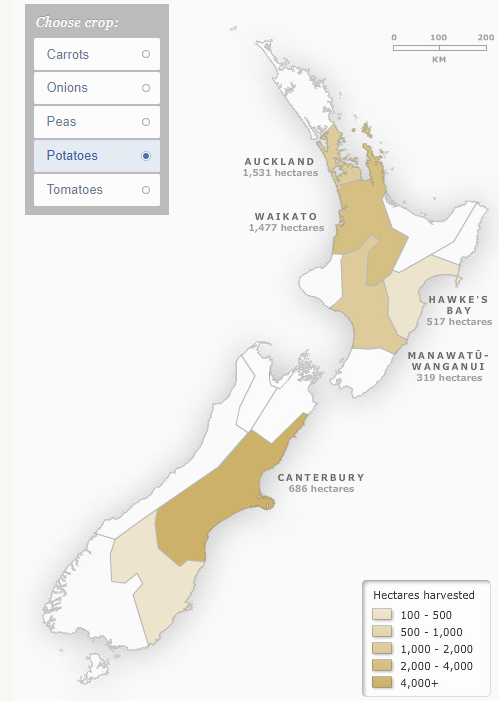 Choose crop:
Carrots
Onions
Peas
Potatoes
Tomatoes
0 100 200
KM
AUCKLAND
1,531 hectares
WAIKATO
1,477 hectares
HAWKE'S
BAY
517 hectares
MANAWATŪ-
WANGANUI
319 hectares
CANTERBURY
686 hectares
Hectares harvested
100 - 500
500 - 1,000
1,000 - 2,000
2,000 - 4,000
4,000+